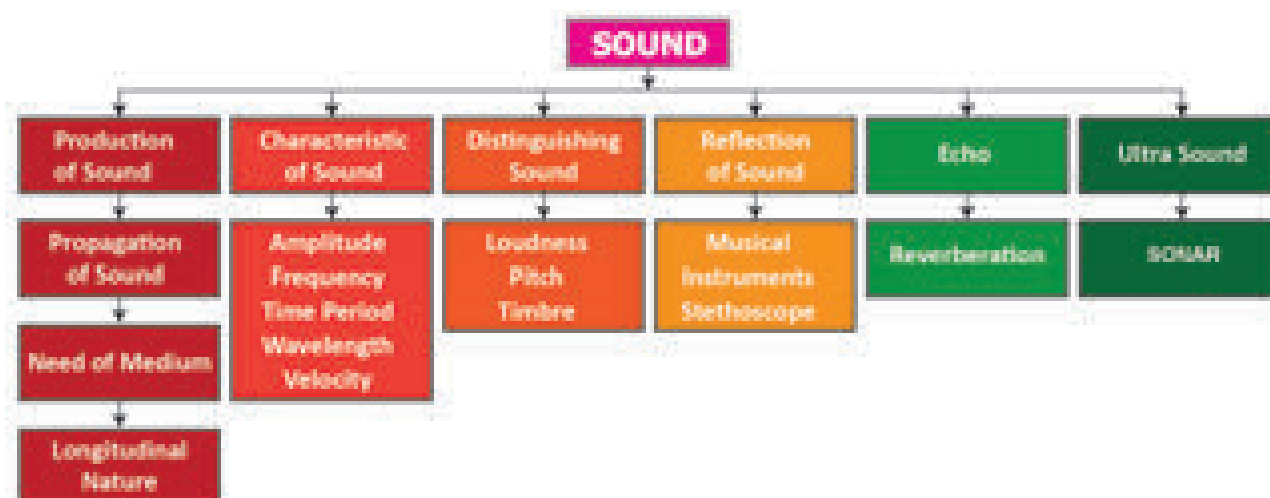 SOUND
Production
of Sound
Characteristic
of Sound
Distinguishing
Sound
Reflection
of Sound
Echo
Ultra Sound
Propagation
of Sound
Amplitude
Frequency
Time Period
Wavelength
Velocity
Loudness
Pitch
Timbre
Musical
Instruments
Stethoscope
Reverberation
SONAR
Need of Medium
Longitudinal
Nature